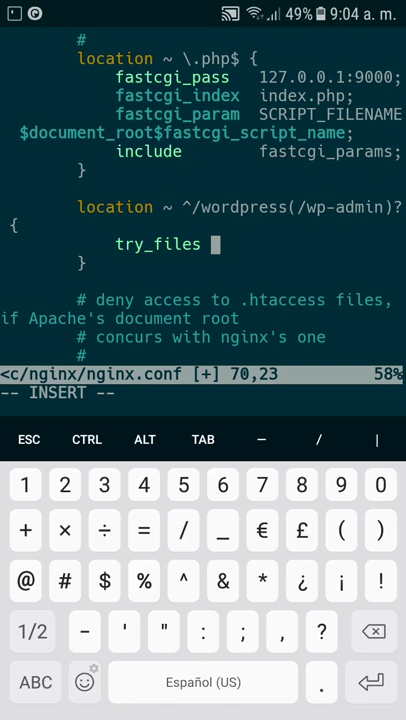 49% 9:04 a. m.
#
location ~ \.php$ {
fastcgi_pass 127.0.0.1:9000;
fastcgi_index index.php;
fastcgi_param SCRIPT_FILENAME
$document_root$fastcgi_script_name;
include fastcgi_params;
}
location ~ ^/wordpress(/wp-admin)?
{
try_files
}
# deny access to .htaccess files,
if Apache's document root
# concurs with nginx's one
#
<c/nginx/nginx.conf [+] 70,23 58%
-- INSERT --
ESC CTRL ALT TAB – / |
1 2 3 4 5 6 7 8 9 0
+ × ÷ = / _ € £ ( )
@ # $ % ^ & * ¿ ¡ !
1/2 - ' " : ; , ?
ABC Español (US) .